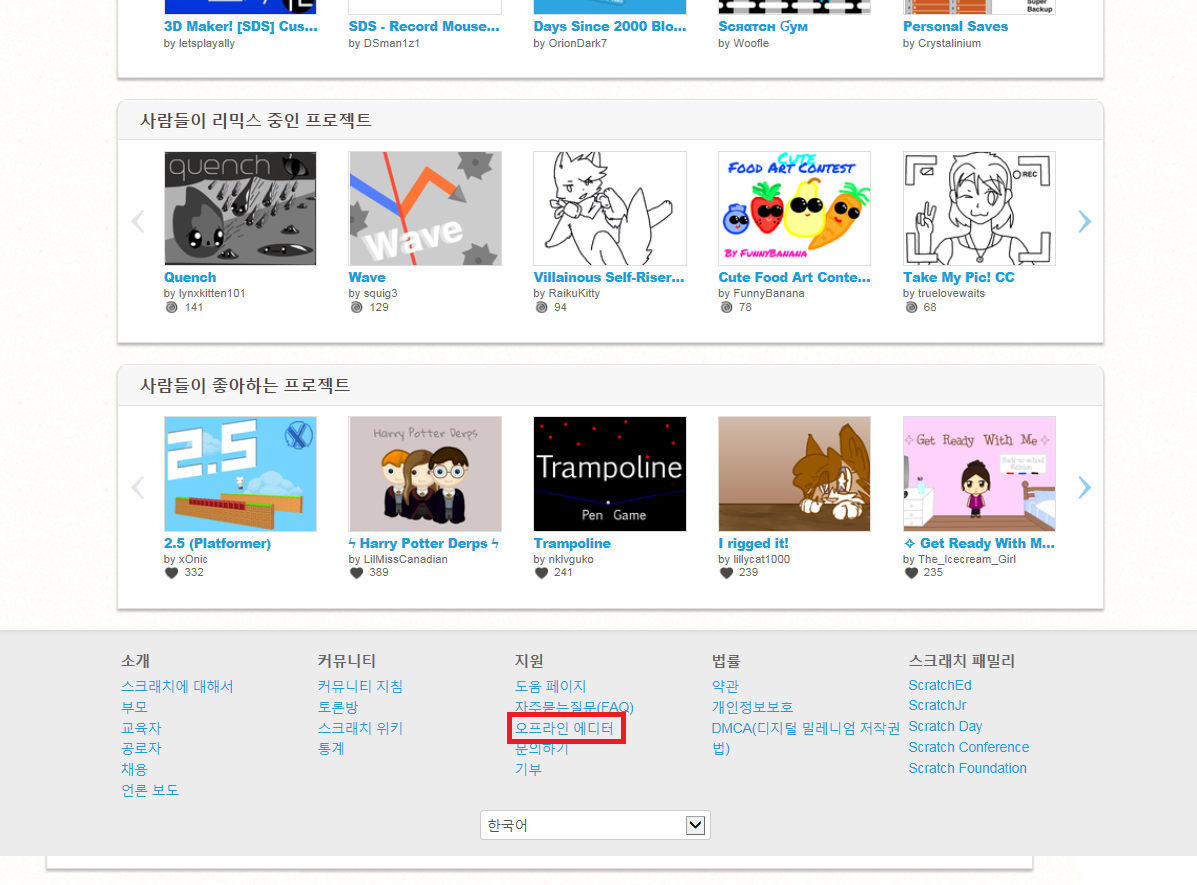 Super
Backup
3D Maker! [SDS] Cus... SDS - Record Mouse... Days Since 2000 Blo... Scʀαтcн Ɠум Personal Saves
by letsplayally by DSman1z1 by OrionDark7 by Woofle by Crystalinium
사람들이 리믹스 중인 프로젝트
quench
Wave
CUTE
FOOD ART CONTEST
BY FUNNYBANANA
REC
Quench Wave Villainous Self-Riser... Cute Food Art Conte... Take My Pic! CC
by lynxkitten101 by squig3 by RaikuKitty by FunnyBanana by truelovewaits
141 129 94 78 68
사람들이 좋아하는 프로젝트
2.5
Harry Potter Derps
Trampoline
Pen Game
Get Ready With Me
2.5 (Platformer) ϟ Harry Potter Derps ϟ Trampoline I rigged it! ✧ Get Ready With M...
by xOnic by LilMissCanadian by nklvguko by lillycat1000 by The_Icecream_Girl
332 389 241 239 235
소개
스크래치에 대해서
부모
교육자
공로자
채용
언론 보도
커뮤니티
커뮤니티 지침
토론방
스크래치 위키
통계
지원
도움 페이지
자주묻는질문(FAQ)
오프라인 에디터
문의하기
기부
법률
약관
개인정보보호
DMCA(디지털 밀레니엄 저작권
법)
스크래치 패밀리
ScratchEd
ScratchJr
Scratch Day
Scratch Conference
Scratch Foundation
한국어